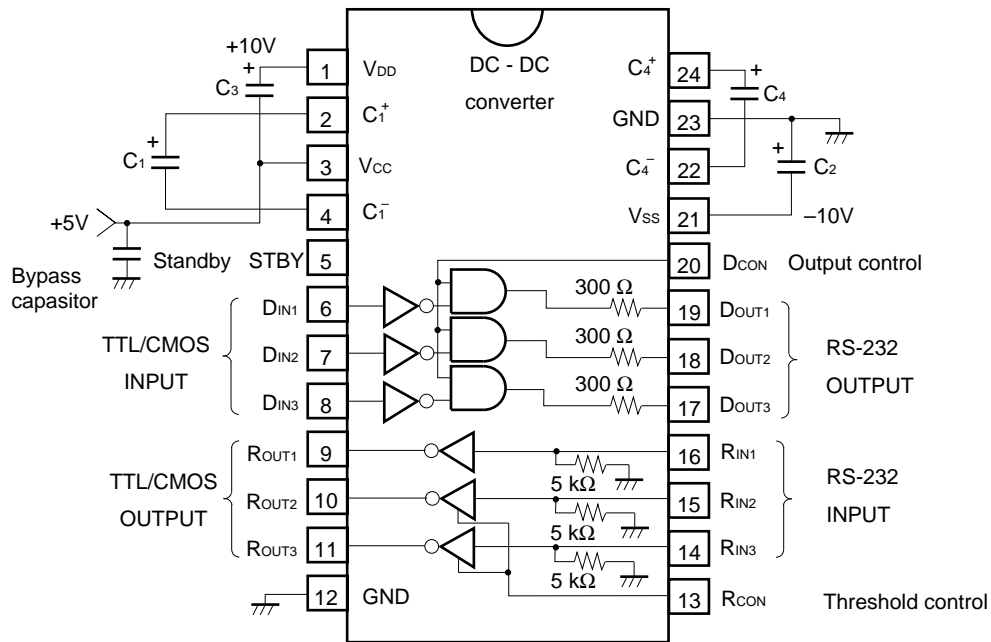 +10V
+
C3
+
C1
+5V
Bypass
capasitor
Standby
TTL/CMOS
INPUT
TTL/CMOS
OUTPUT
1 VDD
2 C1+
3 VCC
4 C1−
5 STBY
6 DIN1
7 DIN2
8 DIN3
9 ROUT1
10 ROUT2
11 ROUT3
12 GND
DC - DC
converter
300 Ω
300 Ω
300 Ω
5 kΩ
5 kΩ
5 kΩ
C4+ 24
GND 23
C4− 22
VSS 21
20 DCON Output control
19 DOUT1
18 DOUT2
17 DOUT3
16 RIN1
15 RIN2
14 RIN3
13 RCON Threshold control
+
C4
+
C2
–10V
RS-232
OUTPUT
RS-232
INPUT